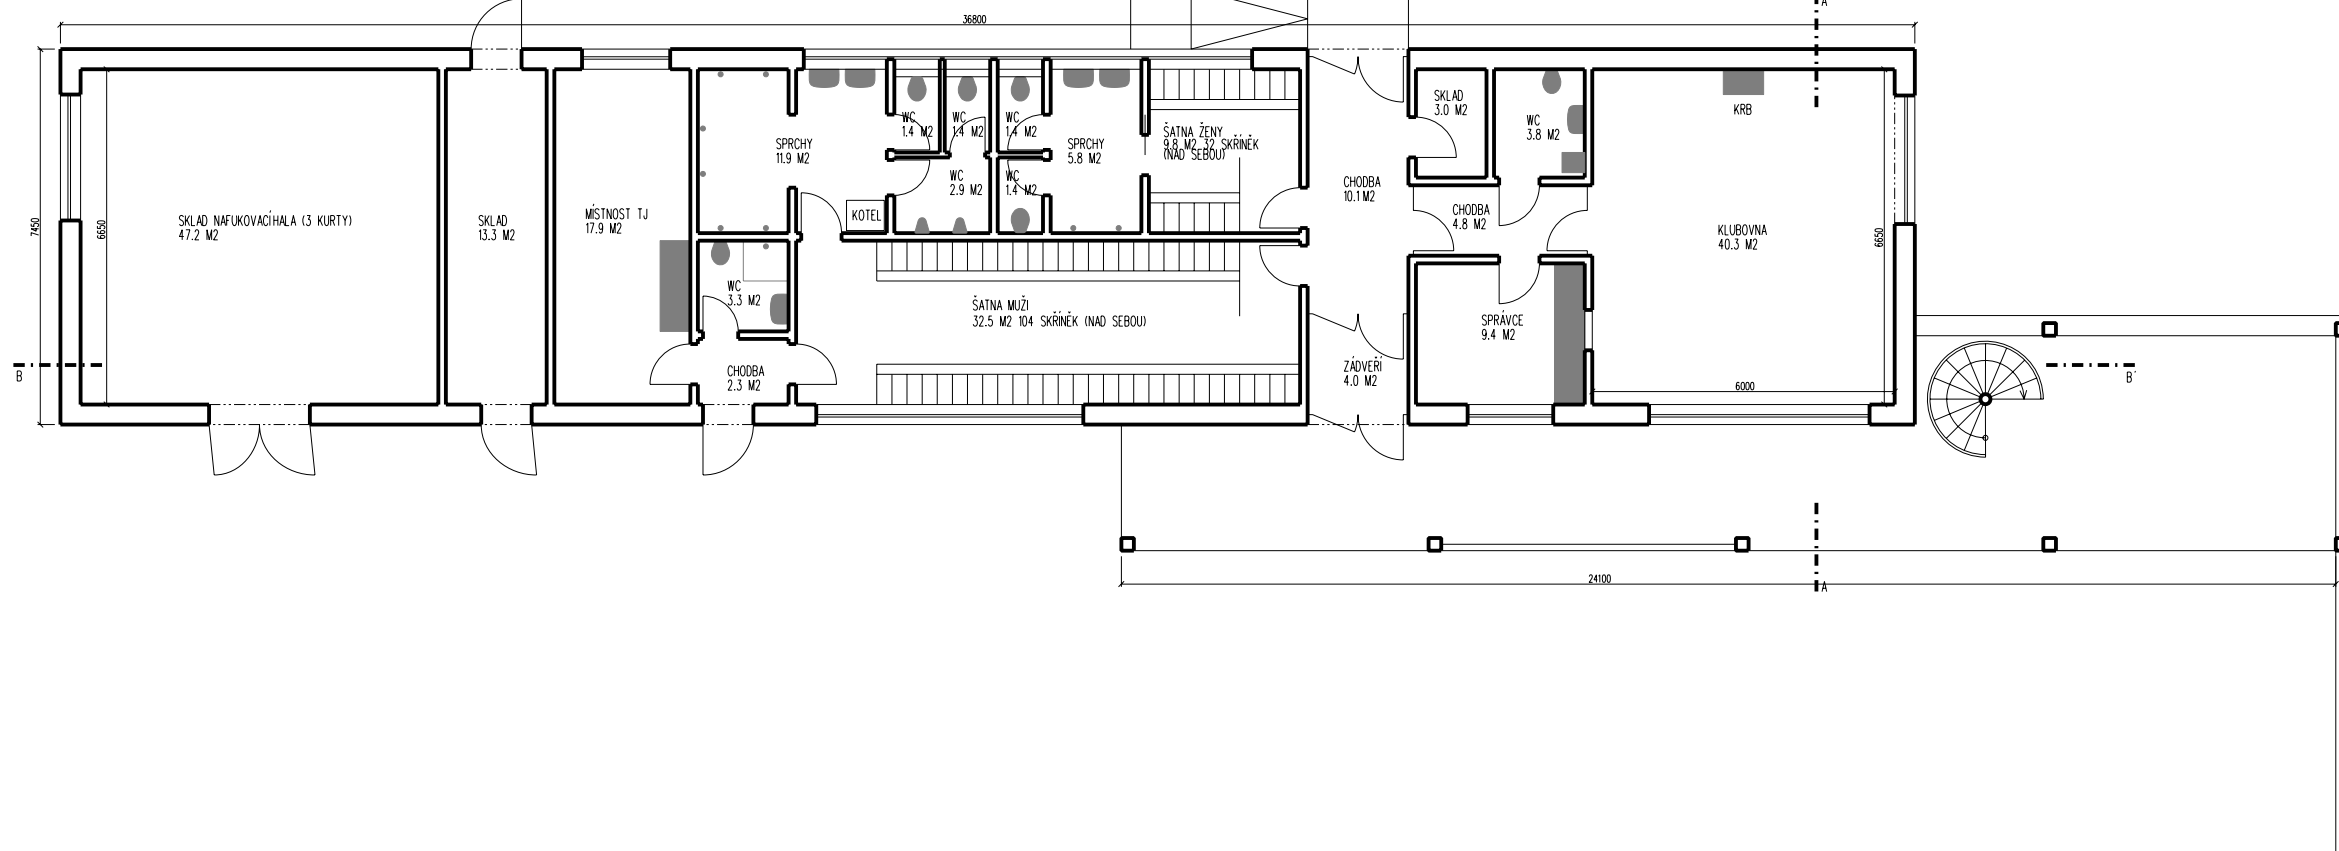 A
36800
SKLAD
3.0 M2
KRB
WC
1.4 M2
WC
1.4 M2
WC
1.4 M2
ŠATNA ŽENY
9.8 M2 32 SKŘÍNĚK
(NAD SEBOU)
WC
3.8 M2
SPRCHY
11.9 M2
SPRCHY
5.8 M2
WC
2.9 M2
WC
1.4 M2
CHODBA
10.1 M2
KOTEL
CHODBA
4.8 M2
7450
6650
SKLAD NAFUKOVACÍ HALA (3 KURTY)
47.2 M2
SKLAD
13.3 M2
MÍSTNOST TJ
17.9 M2
KLUBOVNA
40.3 M2
6650
WC
3.3 M2
ŠATNA MUŽI
32.5 M2 104 SKŘÍNĚK (NAD SEBOU)
SPRÁVCE
9.4 M2
CHODBA
2.3 M2
ZÁDVEŘÍ
4.0 M2
6000
B
B'
24100
A